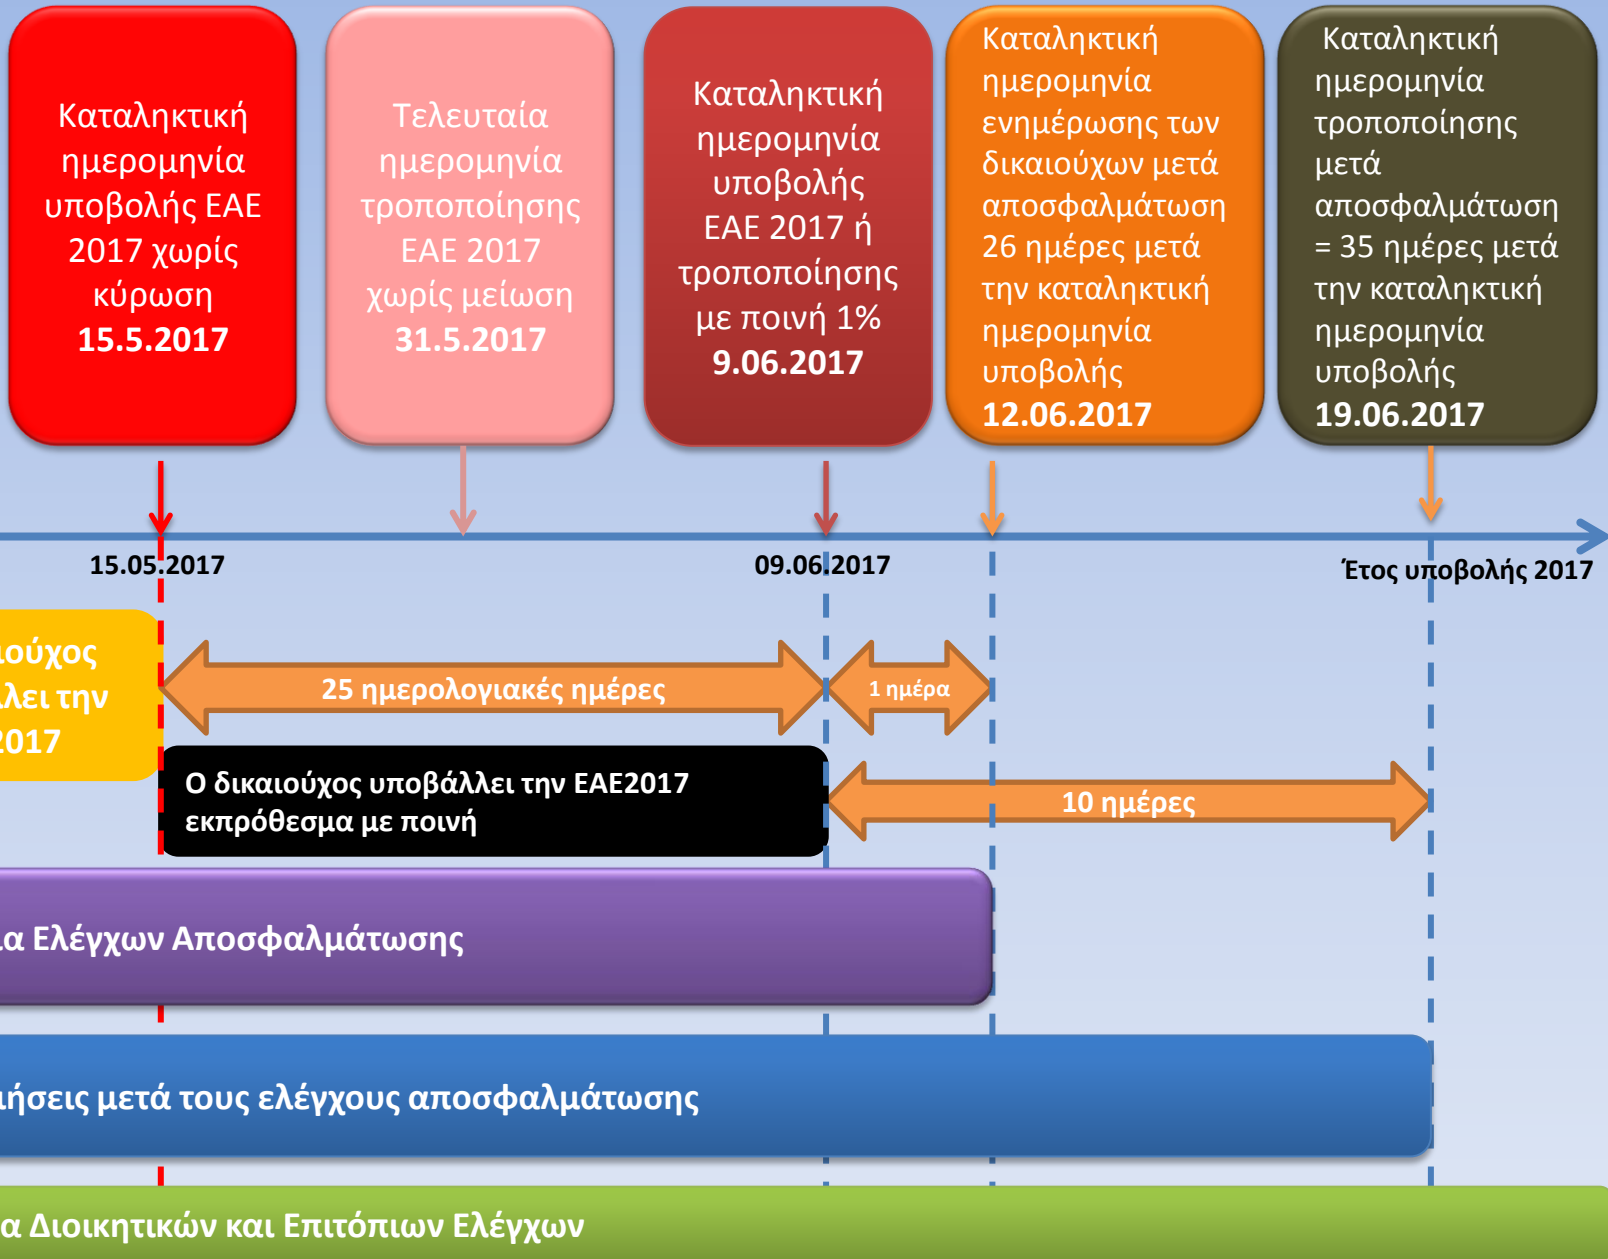 Καταληκτική
ημερομηνία
υποβολής ΕΑΕ
2017 χωρίς
κύρωση
15.5.2017
Τελευταία
ημερομηνία
τροποποίησης
ΕΑΕ 2017
χωρίς μείωση
31.5.2017
Καταληκτική
ημερομηνία
υποβολής
ΕΑΕ 2017 ή
τροποποίησης
με ποινή 1%
9.06.2017
Καταληκτική
ημερομηνία
ενημέρωσης των
δικαιούχων μετά
αποσφαλμάτωση
26 ημέρες μετά
την καταληκτική
ημερομηνία
υποβολής
12.06.2017
Καταληκτική
ημερομηνία
τροποποίησης
μετά
αποσφαλμάτωση
= 35 ημέρες μετά
την καταληκτική
ημερομηνία
υποβολής
19.06.2017
15.05.2017
09.06.2017
Έτος υποβολής 2017
ιούχος
λει την
2017
25 ημερολογιακές ημέρες
1 ημέρα
Ο δικαιούχος υποβάλλει την ΕΑΕ2017
εκπρόθεσμα με ποινή
10 ημέρες
α Ελέγχων Αποσφαλμάτωσης
ιήσεις μετά τους ελέγχους αποσφαλμάτωσης
α Διοικητικών και Επιτόπιων Ελέγχων